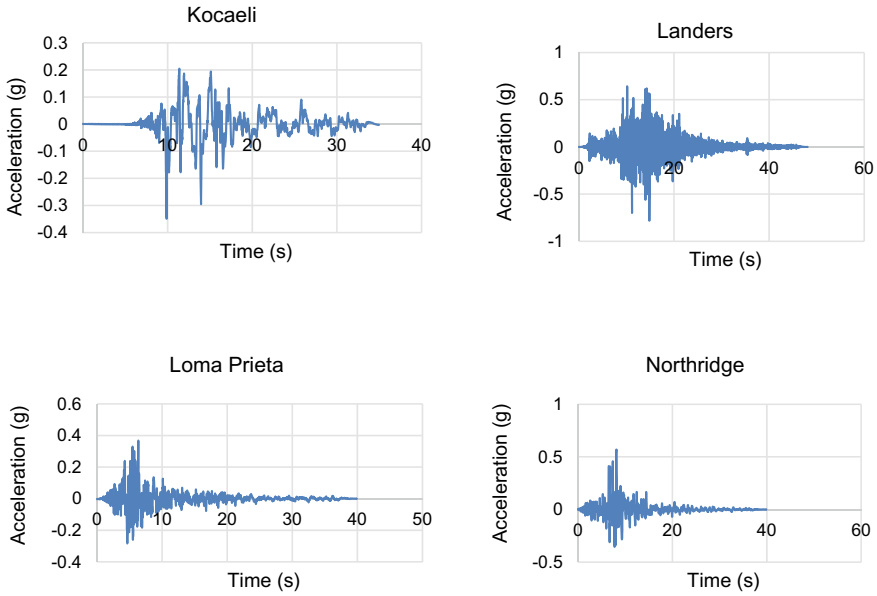 Kocaeli
0.3
0.2
0.1
0
-0.1
-0.2
-0.3
-0.4
0 10 20 30 40
Acceleration (g)
Time (s)
Landers
1
0.5
0
-0.5
-1
0 20 40 60
Acceleration (g)
Time (s)
Loma Prieta
0.6
0.4
0.2
0
-0.2
-0.4
0 10 20 30 40 50
Acceleration (g)
Time (s)
Northridge
1
0.5
0
-0.5
0 20 40 60
Acceleration (g)
Time (s)